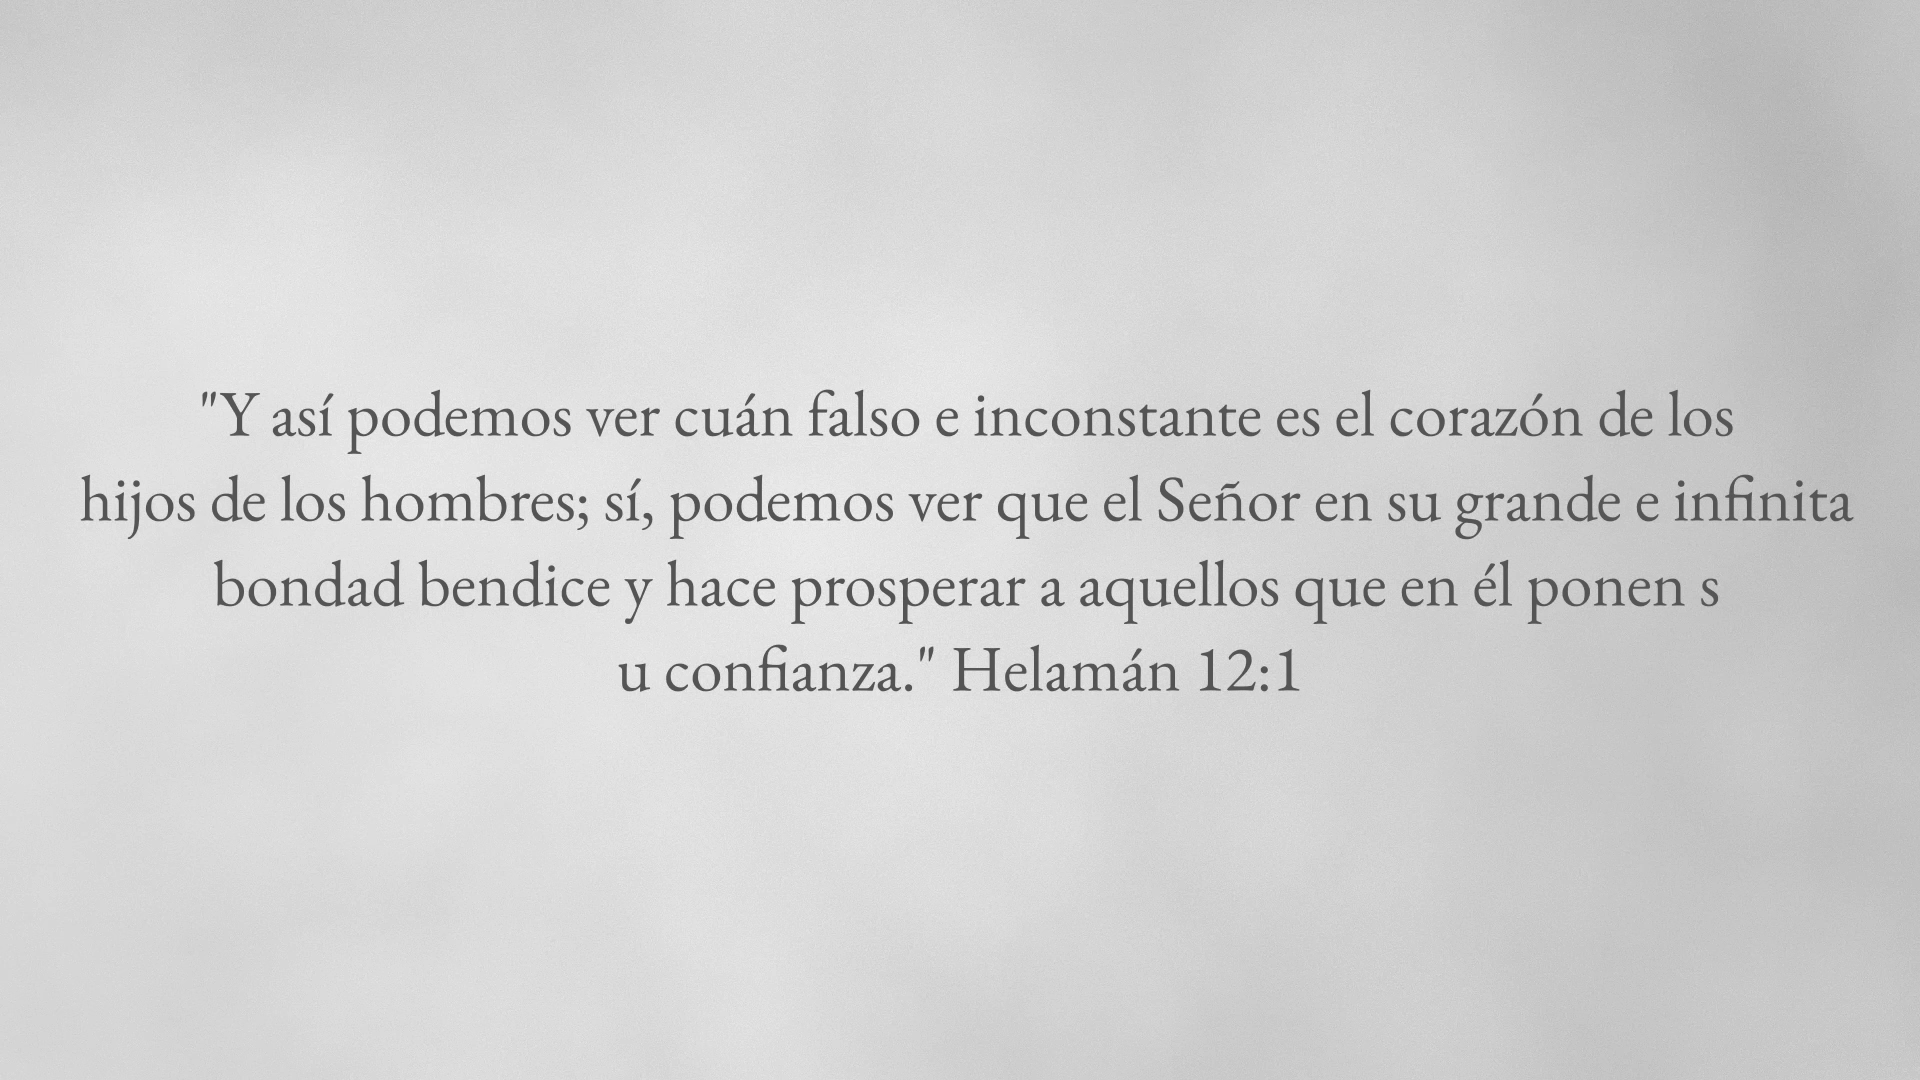 "Y así podemos ver cuán falso e inconstante es el corazón de los
hijos de los hombres; sí, podemos ver que el Señor en su grande e infinita
bondad bendice y hace prosperar a aquellos que en él ponen s
u confianza." Helamán 12:1